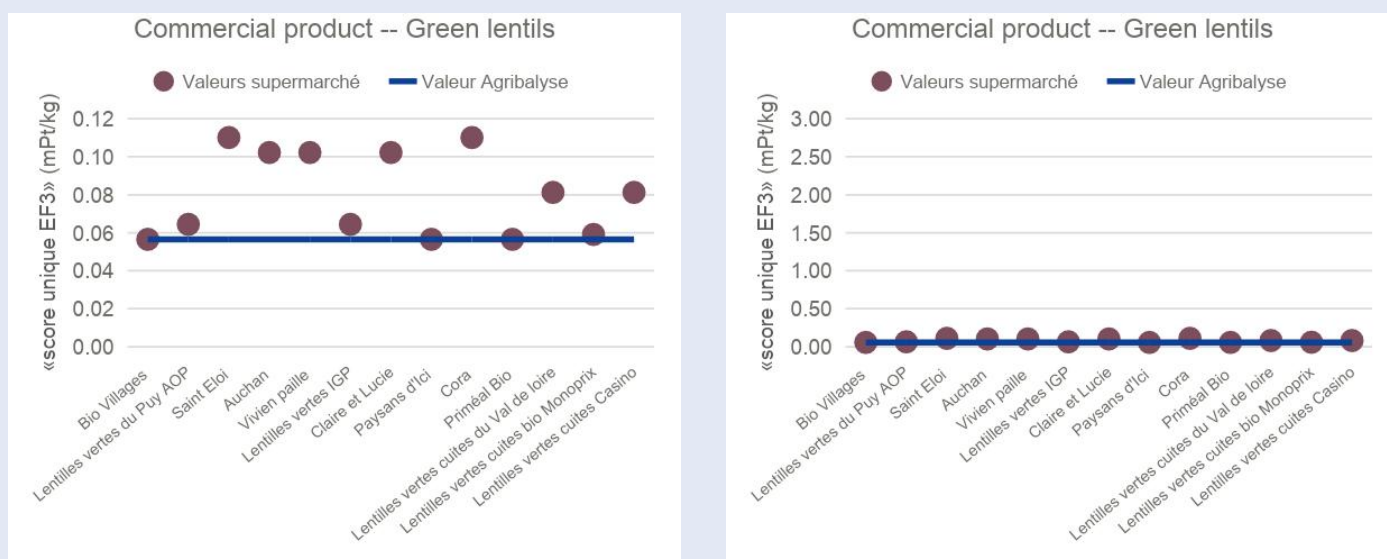 Commercial product -- Green lentils
Valeurs supermarché Valeur Agribalyse
«score unique EF3» (mPt/kg)
0.12
0.10
0.08
0.06
0.04
0.02
0.00
Bio Villages
Lentilles vertes du Puy AOP
Saint Eloi
Auchan
Vivien paille
Lentilles vertes IGP
Claire et Lucie
Paysans d'Ici
Cora
Priméal Bio
Lentilles vertes cuites du Val de loire
Lentilles vertes cuites bio Monoprix
Lentilles vertes cuites Casino
Commercial product -- Green lentils
Valeurs supermarché Valeur Agribalyse
«score unique EF3» (mPt/kg)
3.00
2.50
2.00
1.50
1.00
0.50
0.00
Bio Villages
Lentilles vertes du Puy AOP
Saint Eloi
Auchan
Vivien paille
Lentilles vertes IGP
Claire et Lucie
Paysans d'Ici
Cora
Priméal Bio
Lentilles vertes cuites du Val de loire
Lentilles vertes cuites bio Monoprix
Lentilles vertes cuites Casino